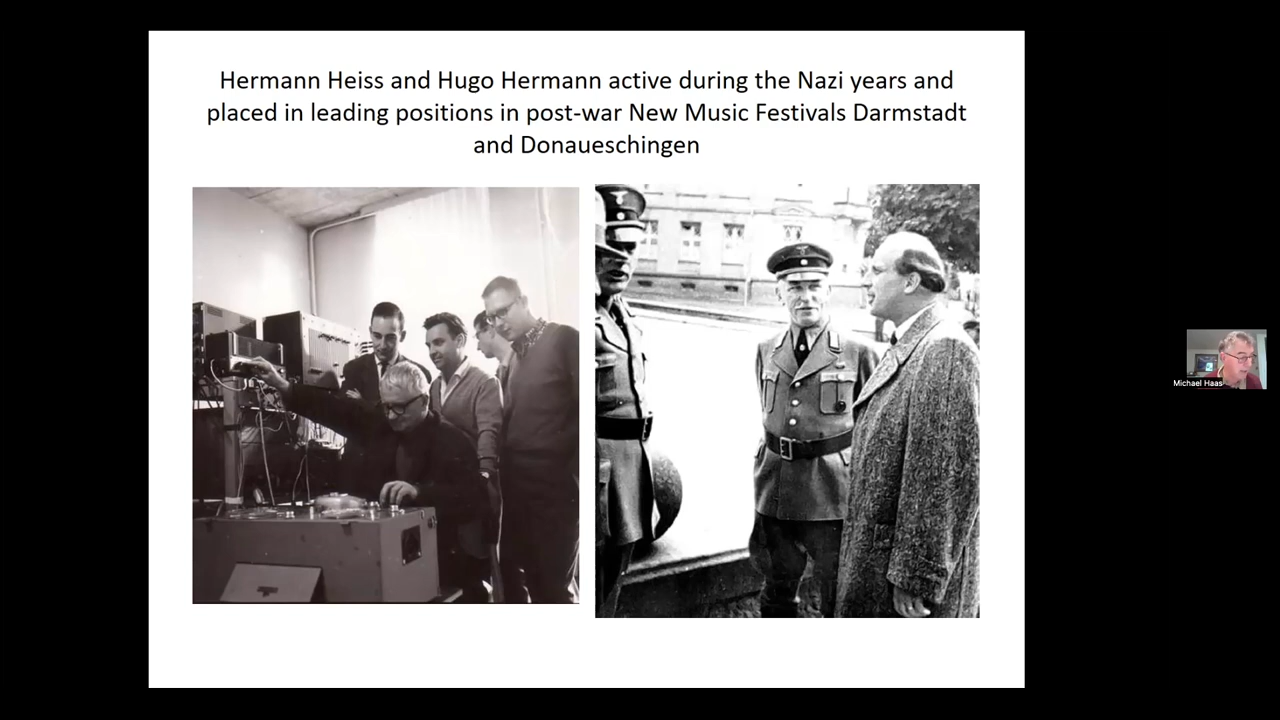 Hermann Heiss and Hugo Hermann active during the Nazi years and
placed in leading positions in post-war New Music Festivals Darmstadt
and Donaueschingen
Michael Haas